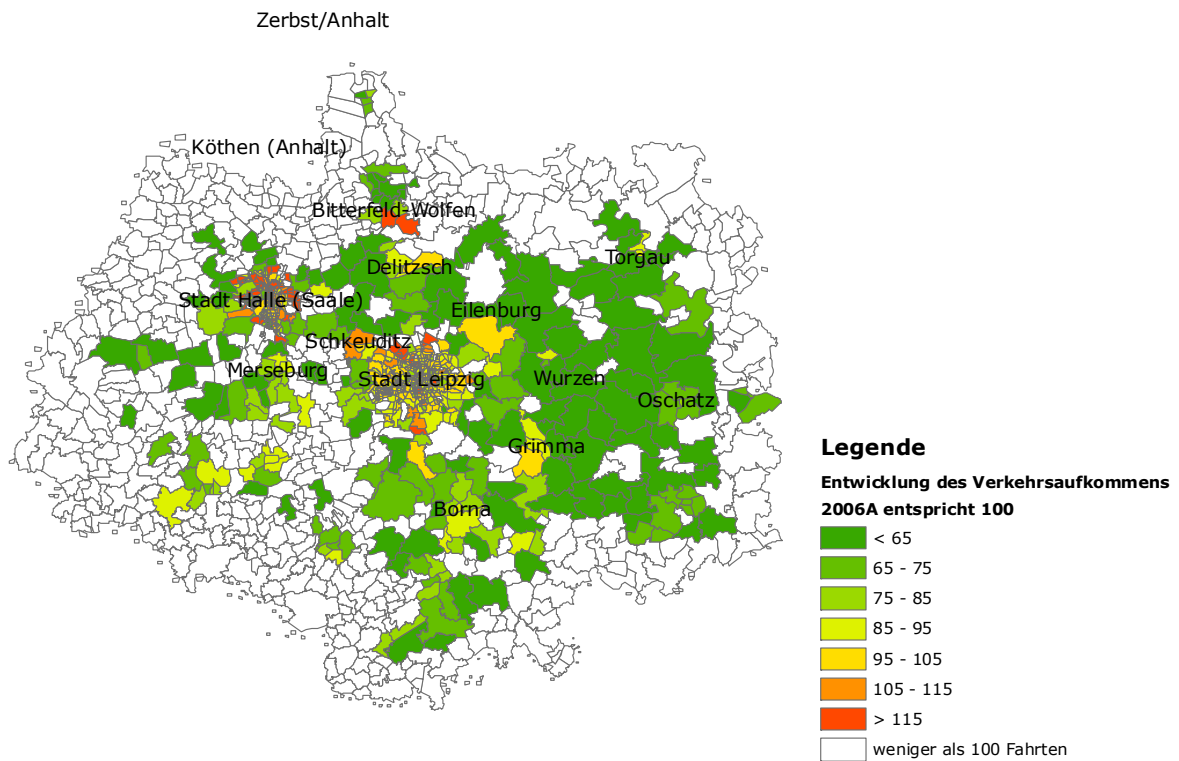 Zerbst/Anhalt
Köthen (Anhalt)
Bitterfeld-Wolfen
Torgau
Delitzsch
Stadt Halle (Saale)
Eilenburg
Schkeuditz
Merseburg
Stadt Leipzig
Wurzen
Oschatz
Grimma
Borna
Legende
Entwicklung des Verkehrsaufkommens
2006A entspricht 100
< 65
65 - 75
75 - 85
85 - 95
95 - 105
105 - 115
> 115
weniger als 100 Fahrten